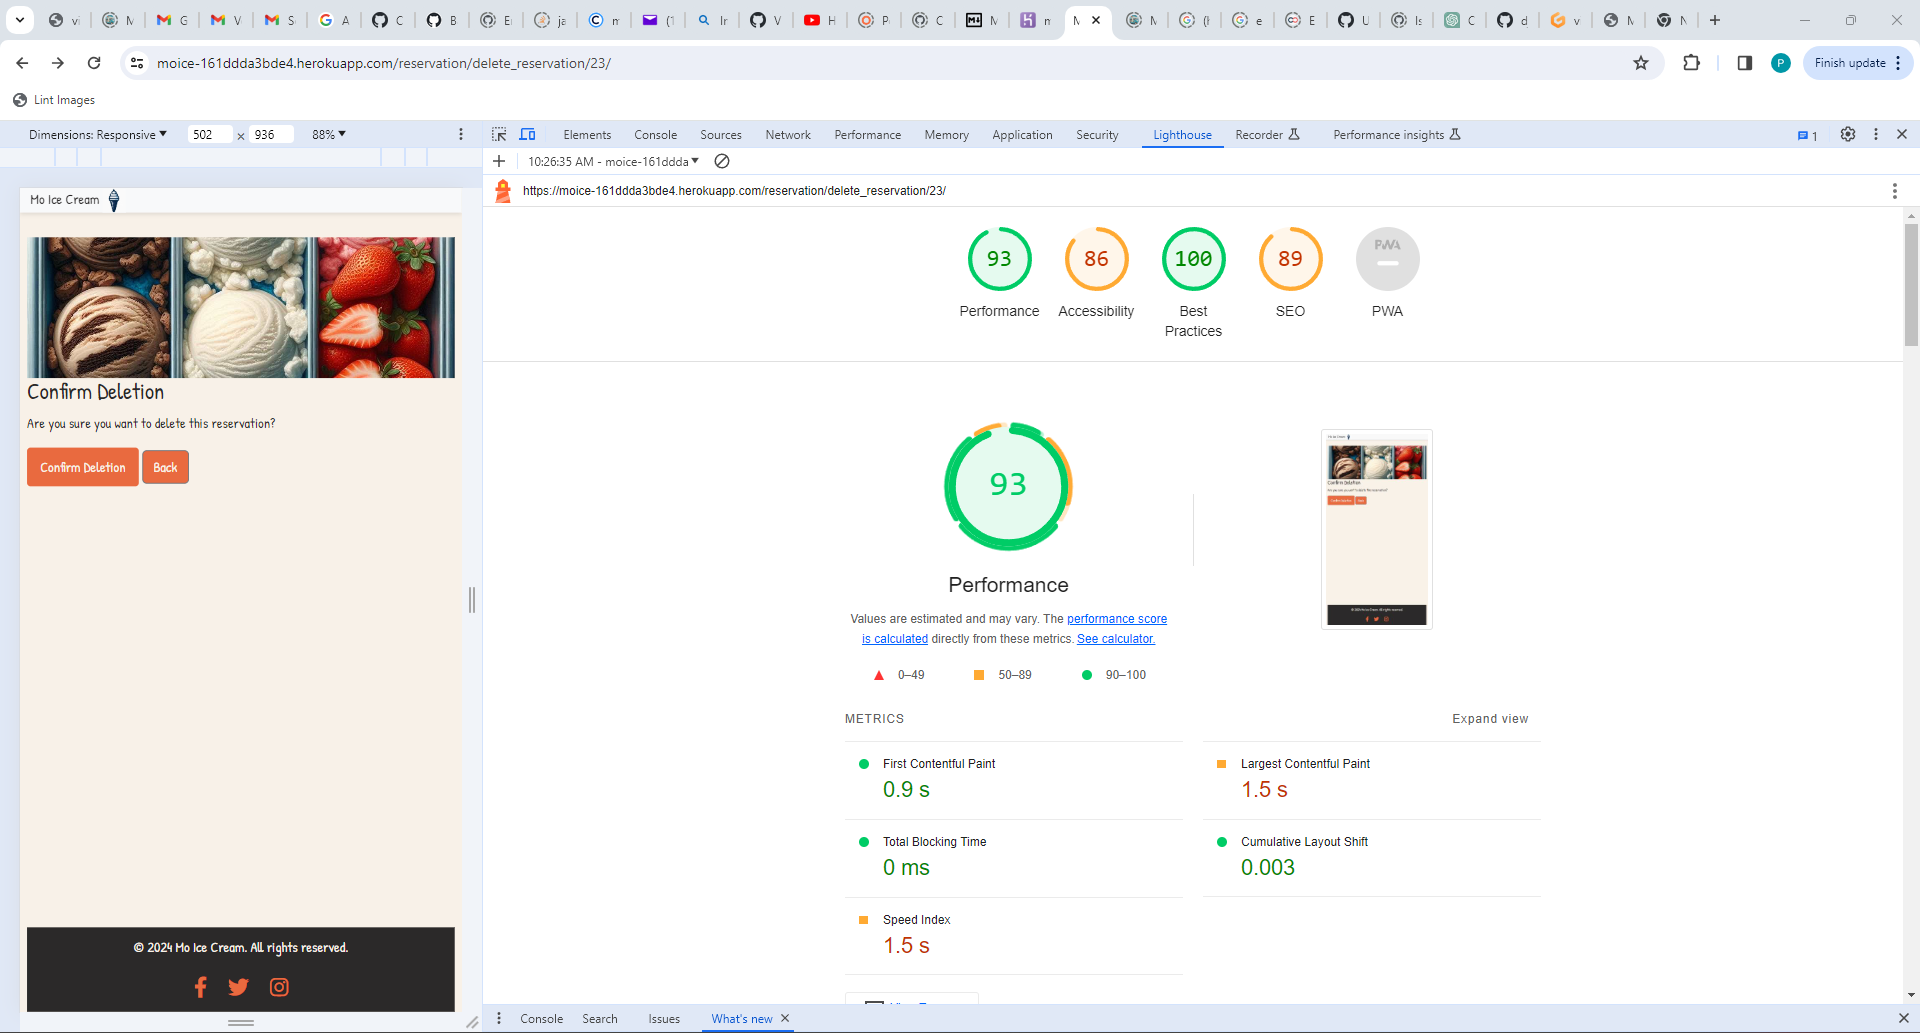 moice-161ddda3bde4.herokuapp.com/reservation/delete_reservation/23/
Finish update
Lint Images
Dimensions: Responsive
502 × 936
88%
Elements Console Sources Network Performance Memory Application Security Lighthouse Recorder Performance insights
1
10:26:35 AM - moice-161ddda
https://moice-161ddda3bde4.herokuapp.com/reservation/delete_reservation/23/
Mo Ice Cream
Confirm Deletion
Are you sure you want to delete this reservation?
Confirm Deletion Back
© 2024 Mo Ice Cream. All rights reserved.
93 86 100 89 PWA
Performance Accessibility Best Practices SEO PWA
93
Performance
Values are estimated and may vary. The performance score
is calculated directly from these metrics. See calculator.
0–49 50–89 90–100
METRICS
Expand view
First Contentful Paint
0.9 s
Largest Contentful Paint
1.5 s
Total Blocking Time
0 ms
Cumulative Layout Shift
0.003
Speed Index
1.5 s
Console Search Issues What's new